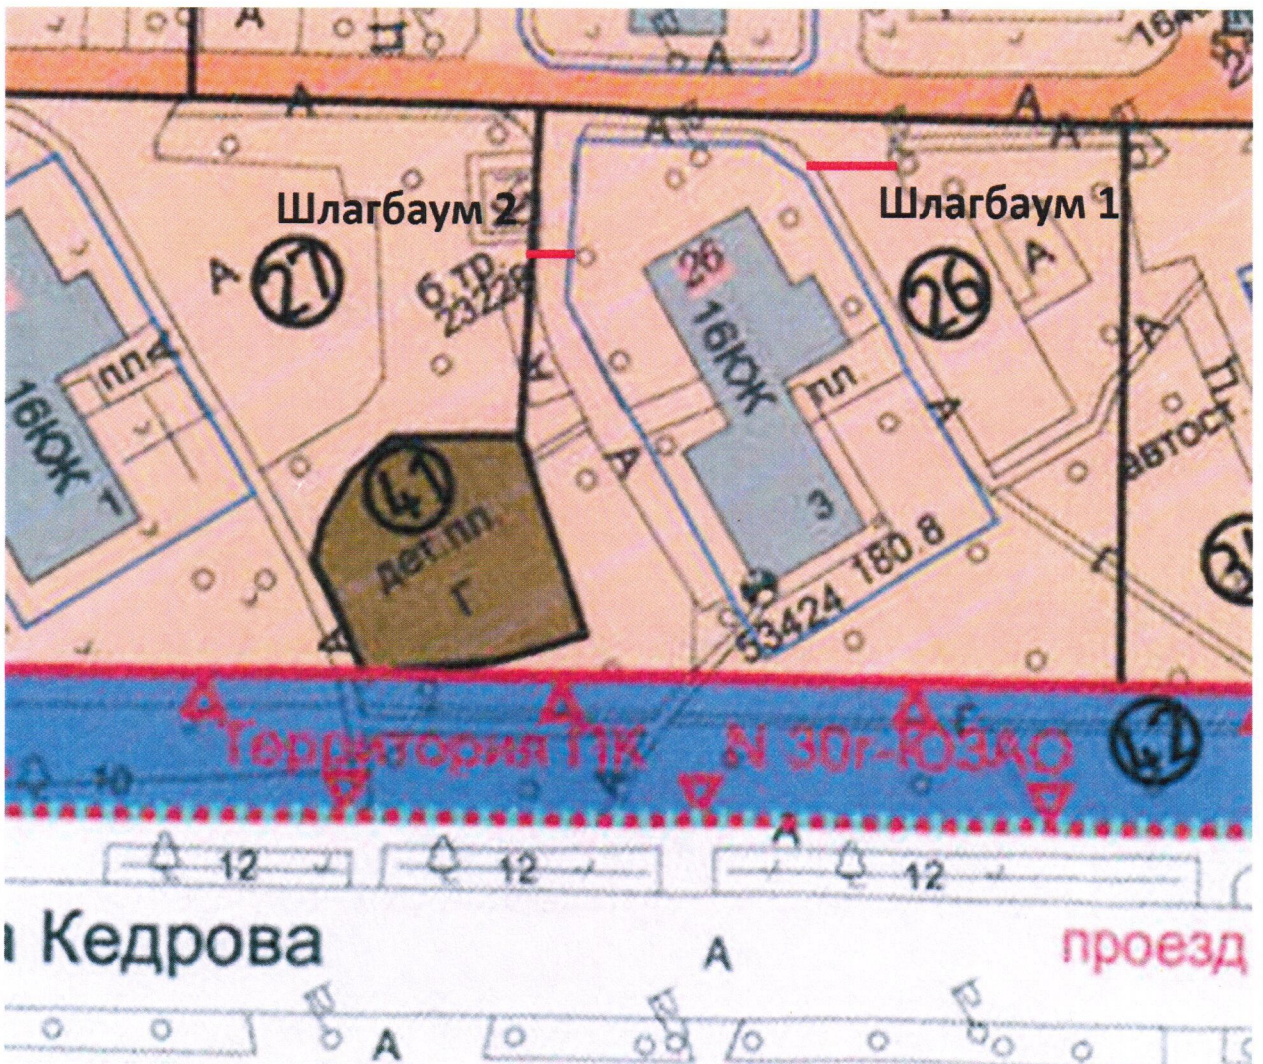 А
Ц
А
А
А
А
А
А
Шлагбаум 2
Шлагбаум 1
27
А
б.тр.
23228
26
16КЖ
26
А
пл.
А
16КЖ
1
А
пл.
А
А
А
автост.
П
41
дет.пл.
Г
3
180.8
53424
Г
А
42
Территория ПК N 30г-ЮЗАО
Г
10
А
А
12
12
12
а Кедрова
А
проезд
А